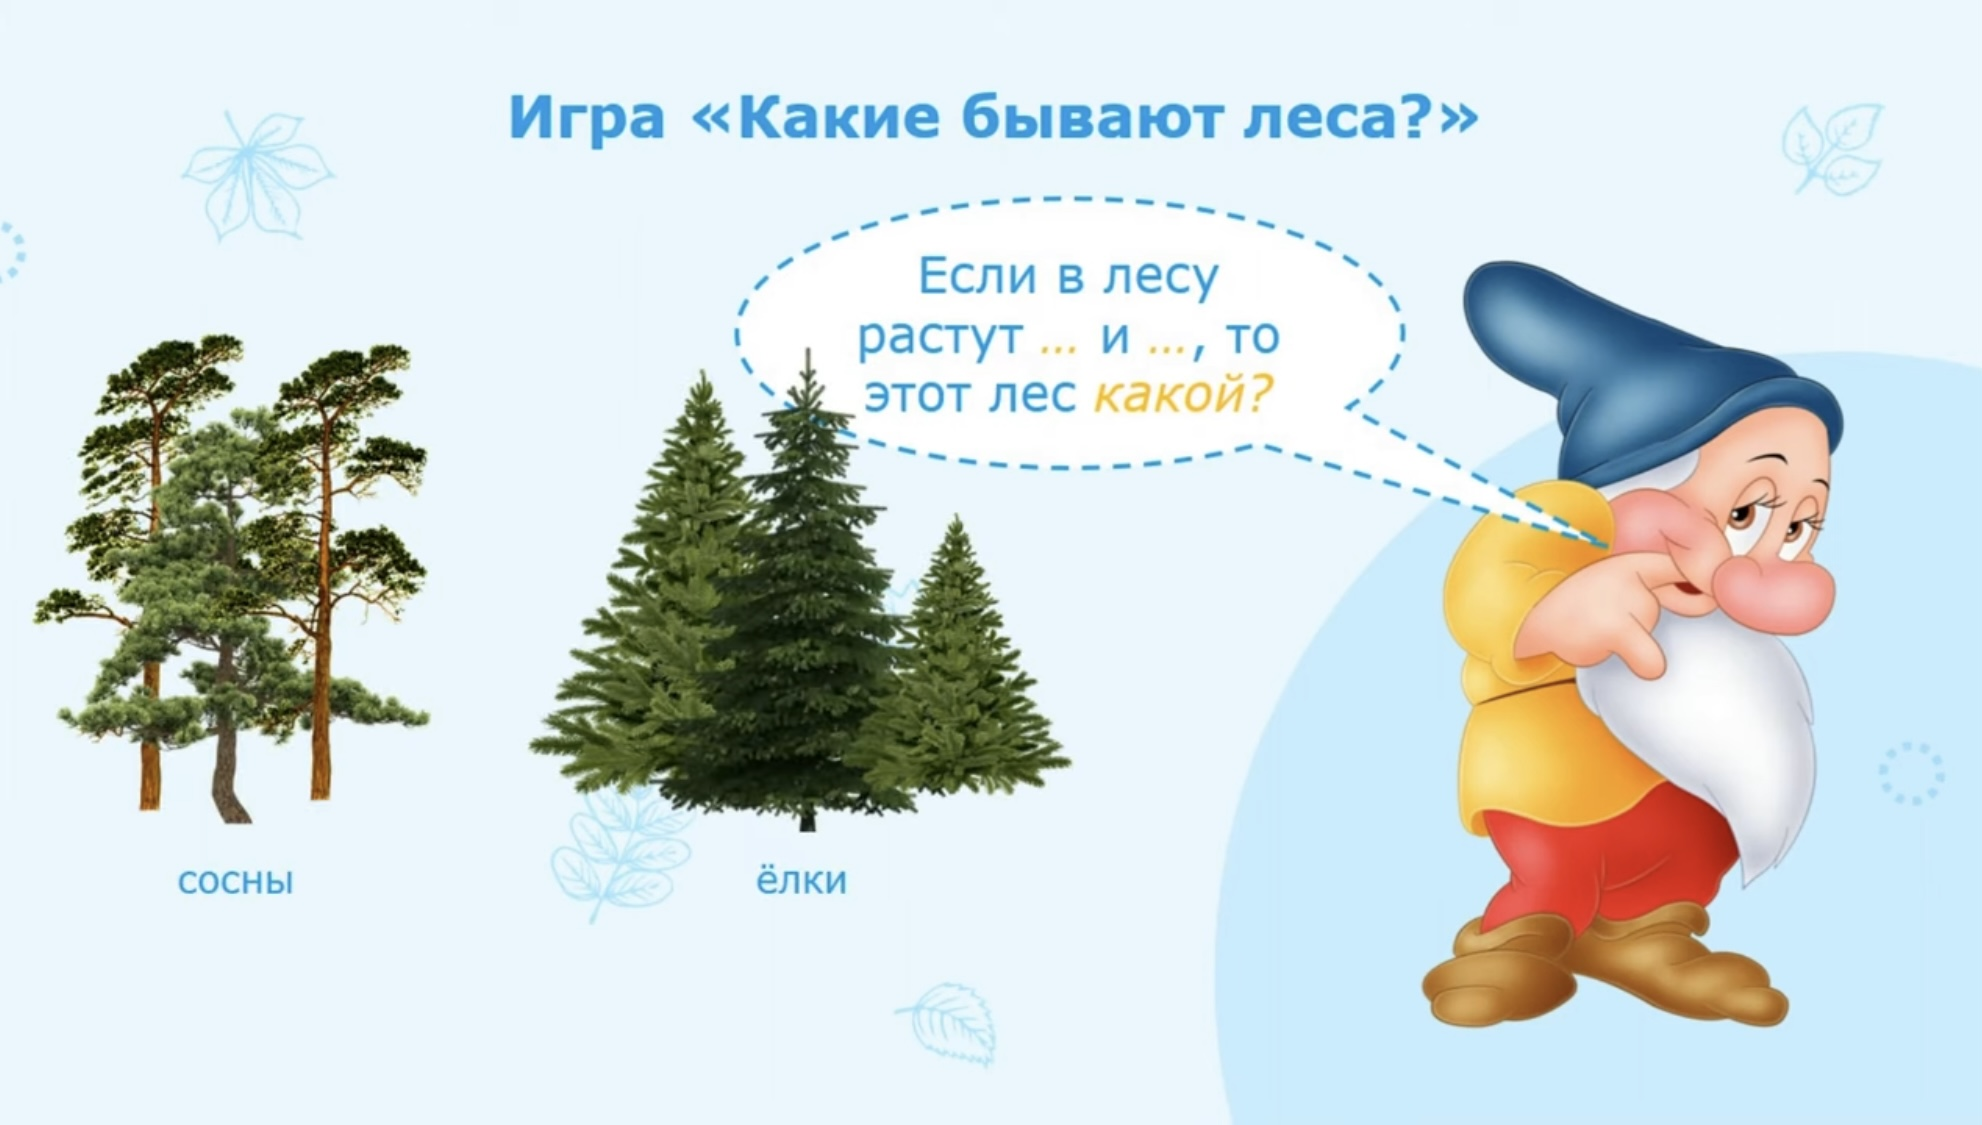 Игра «Какие бывают леса?»
Если в лесу
растут ... и ..., то
этот лес какой?
сосны
ёлки